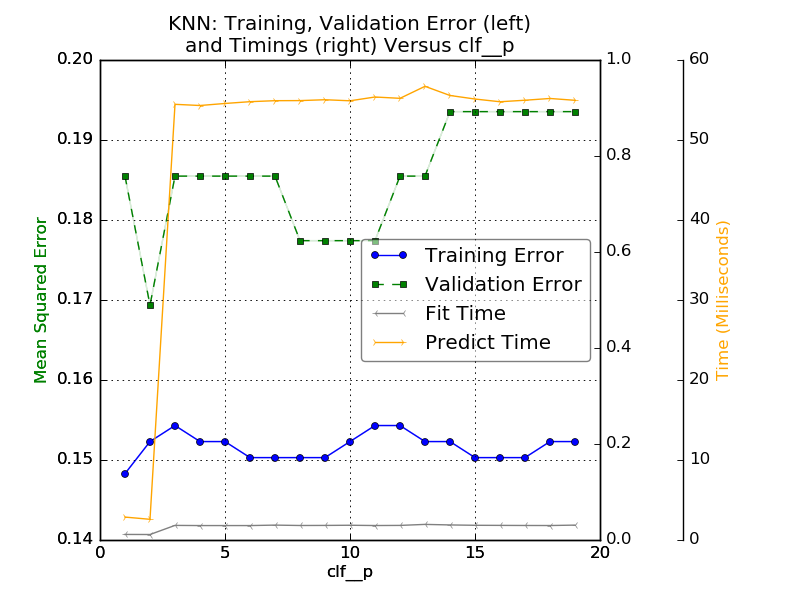 KNN: Training, Validation Error (left)
and Timings (right) Versus clf__p
Mean Squared Error
0.20
0.19
0.18
0.17
0.16
0.15
0.14
0
5
10
15
20
clf__p
Training Error
Validation Error
Fit Time
Predict Time
1.0
0.8
0.6
0.4
0.2
0.0
60
50
40
30
20
10
0
Time (Milliseconds)